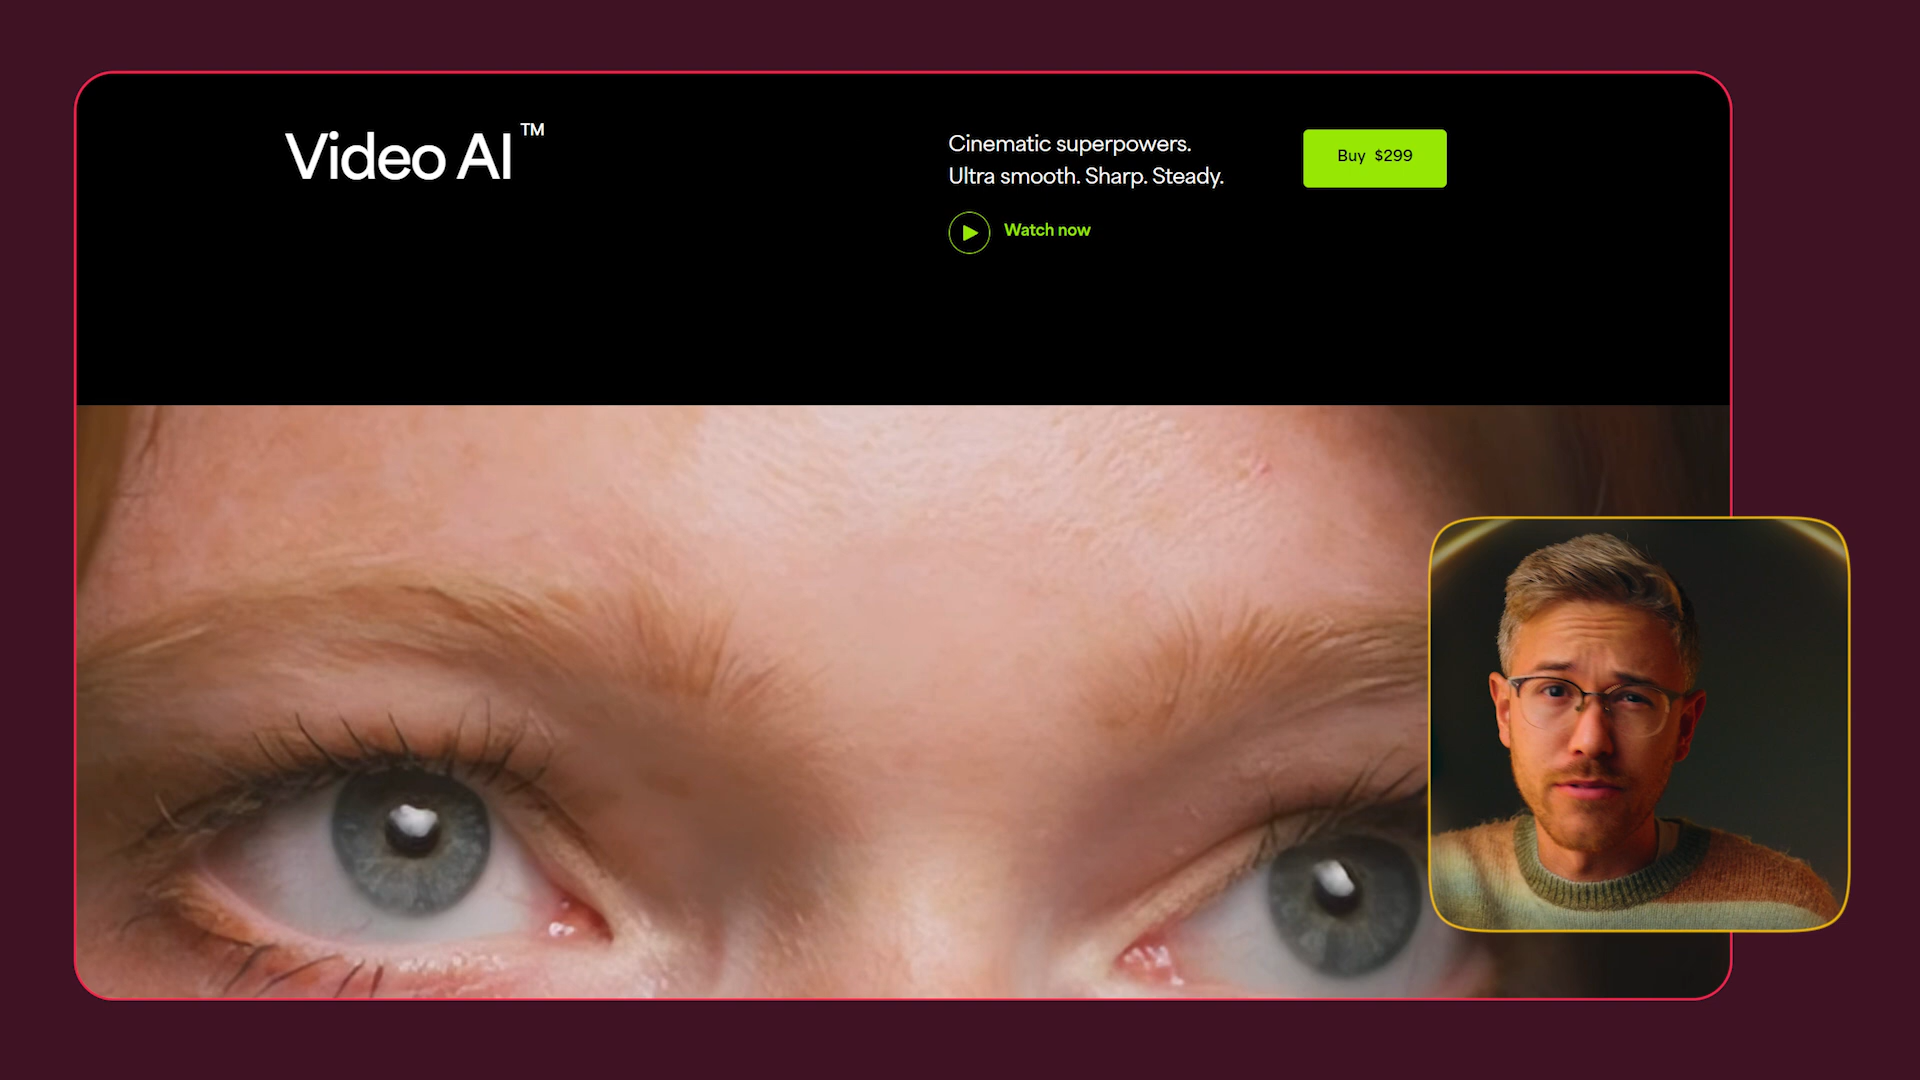 Video AI™
Cinematic superpowers.
Ultra smooth. Sharp. Steady.
Buy $299
Watch now